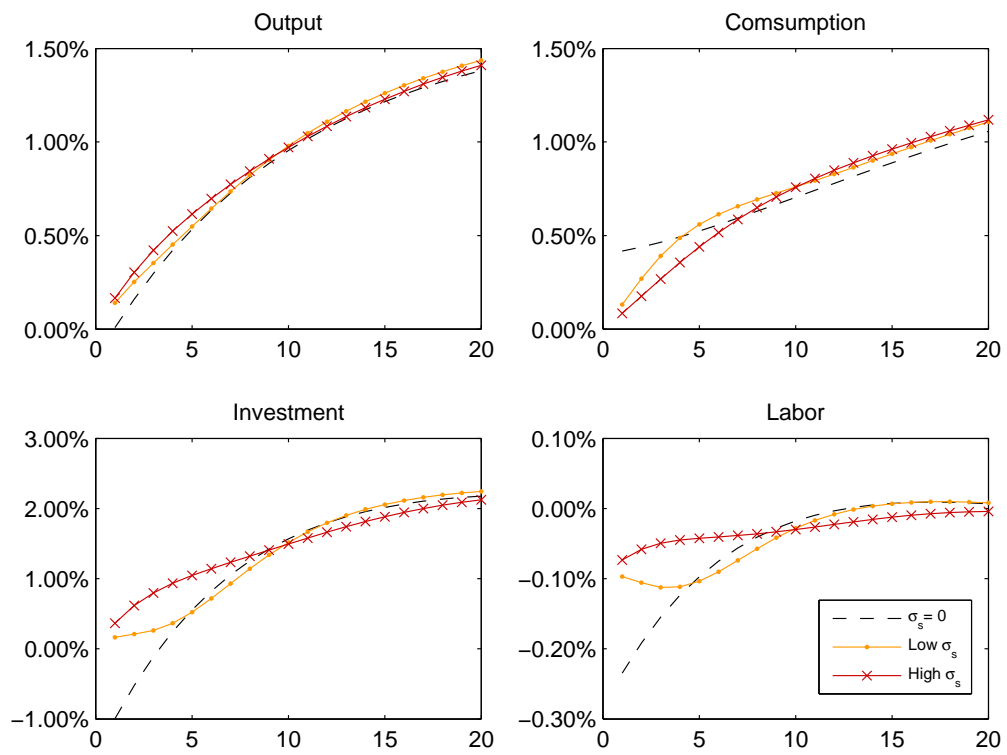 Output
1.50%
1.00%
0.50%
0.00%
0 5 10 15 20
Comsumption
1.50%
1.00%
0.50%
0.00%
0 5 10 15 20
Investment
3.00%
2.00%
1.00%
0.00%
−1.00%
0 5 10 15 20
Labor
0.10%
0.00%
−0.10%
−0.20%
−0.30%
0 5 10 15 20
σs= 0
Low σs
High σs